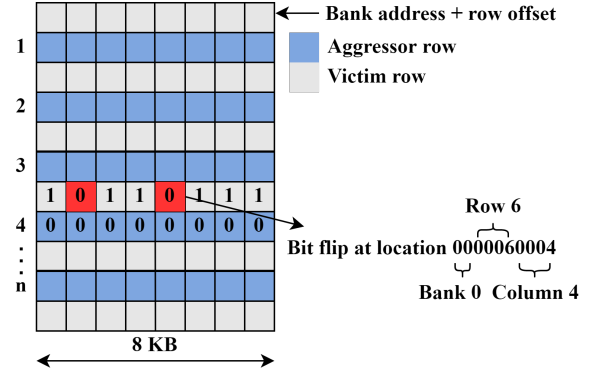 Bank address + row offset
1
Aggressor row
Victim row
2
3
1 0 1 1 0 1 1 1
4
0 0 0 0 0 0 0 0
Row 6
Bit flip at location 0000060004
Bank 0 Column 4
n
8 KB